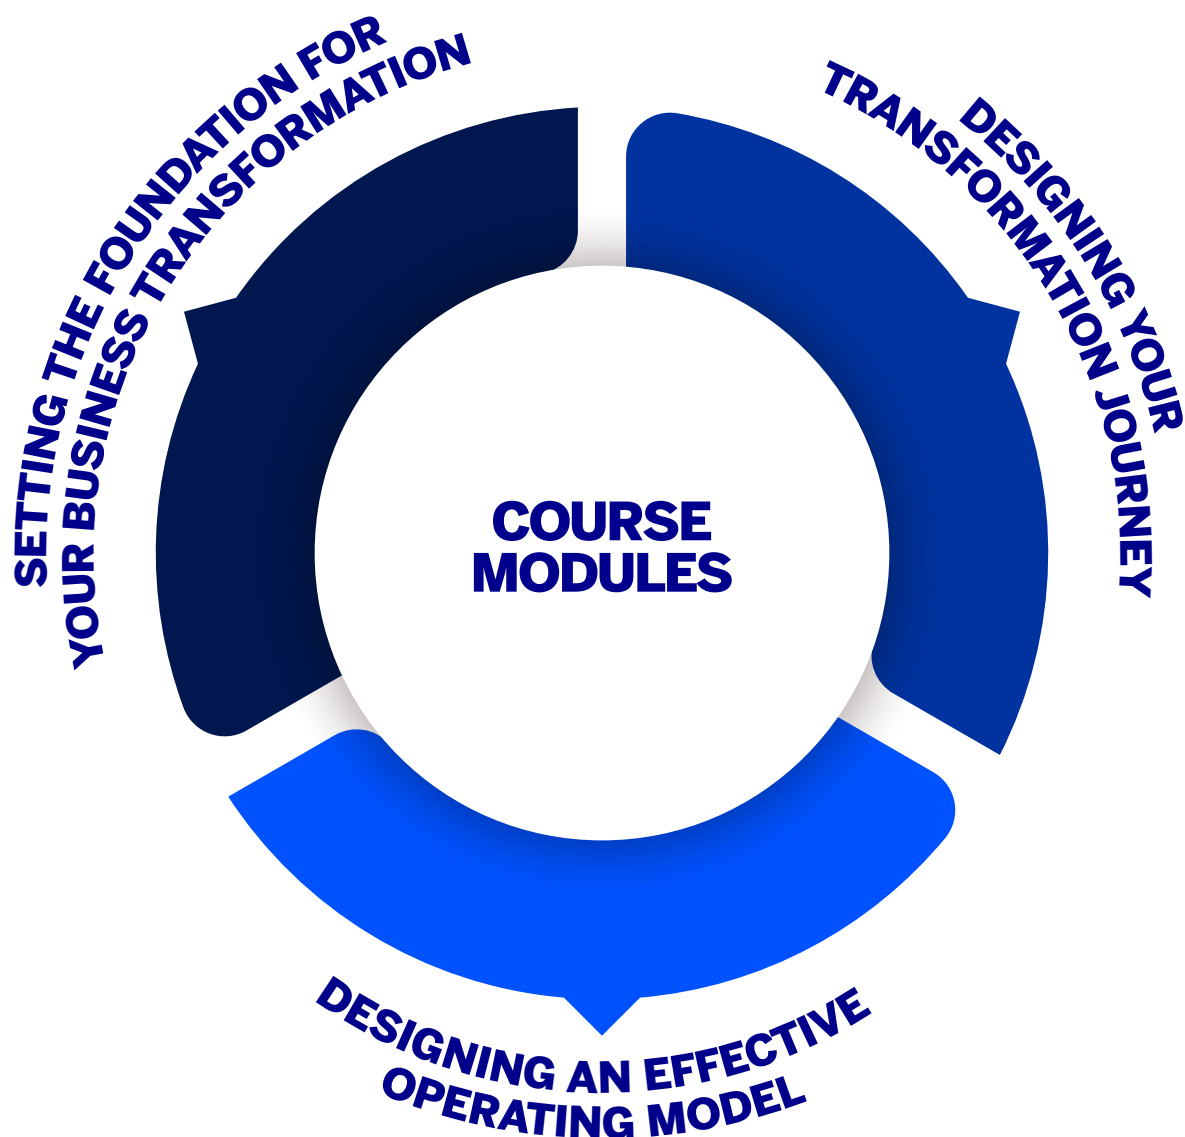 SETTING THE FOUNDATION FOR
YOUR BUSINESS TRANSFORMATION
DESIGNING YOUR
TRANSFORMATION JOURNEY
COURSE
MODULES
DESIGNING AN EFFECTIVE
OPERATING MODEL